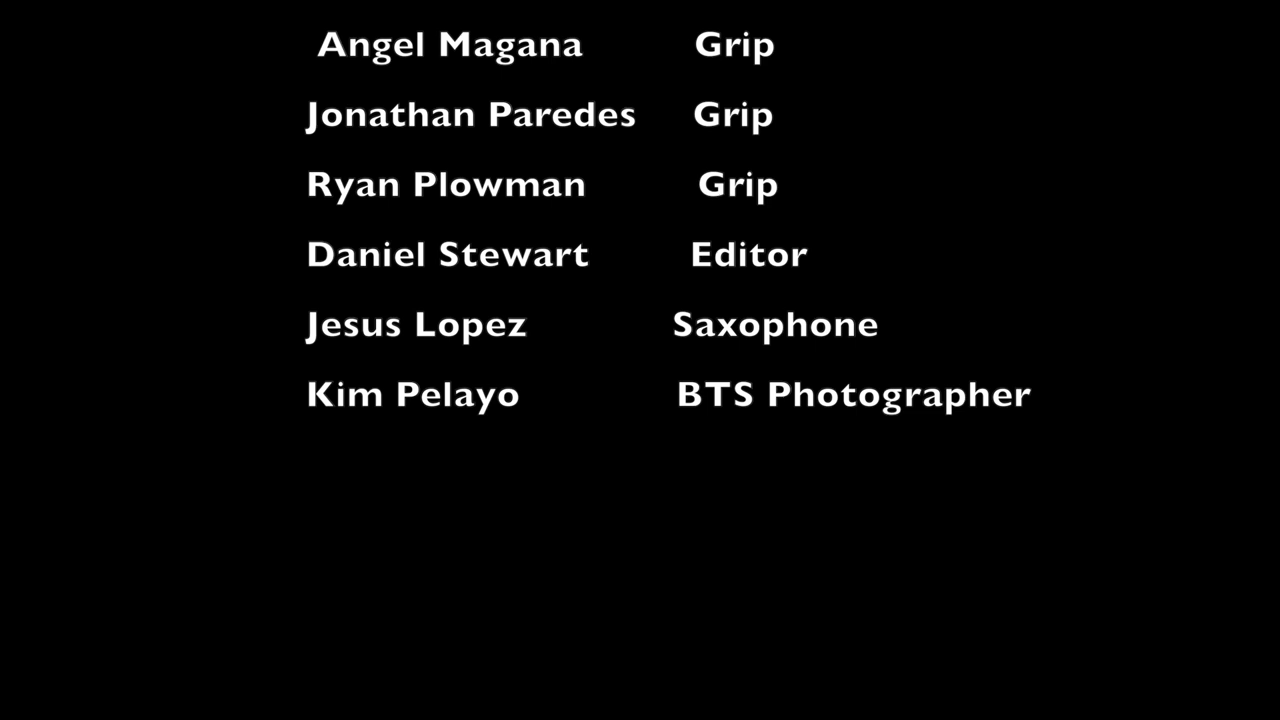 Angel Magana Grip
Jonathan Paredes Grip
Ryan Plowman Grip
Daniel Stewart Editor
Jesus Lopez Saxophone
Kim Pelayo BTS Photographer